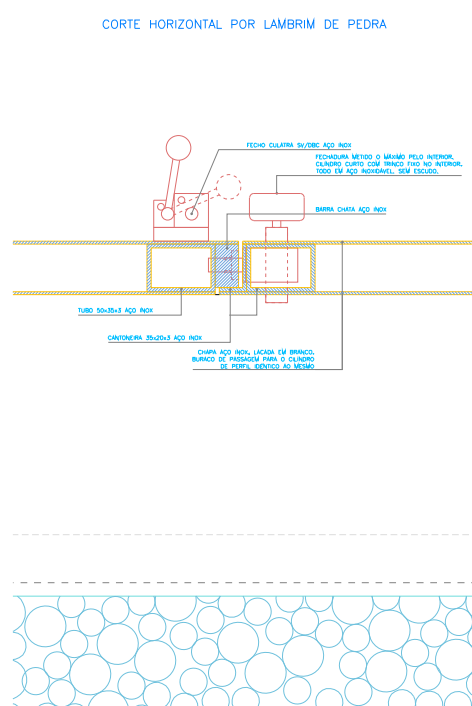 CORTE HORIZONTAL POR LAMBRIM DE PEDRA
FECHO CULATRA SV/DBC AÇO INOX
FECHADURA METIDO O MÁXIMO PELO INTERIOR.
CILINDRO CURTO COM TRINCO FIXO NO INTERIOR.
TODO EM AÇO INOXIDÁVEL. SEM ESCUDO.
BARRA CHATA AÇO INOX
TUBO 50x35x3 AÇO INOX
CANTONEIRA 35x20x3 AÇO INOX
CHAPA AÇO INOX, LACADA EM BRANCO.
BURACO DE PASSAGEM PARA O CILINDRO
DE PERFIL IDENTICO AO MESMO